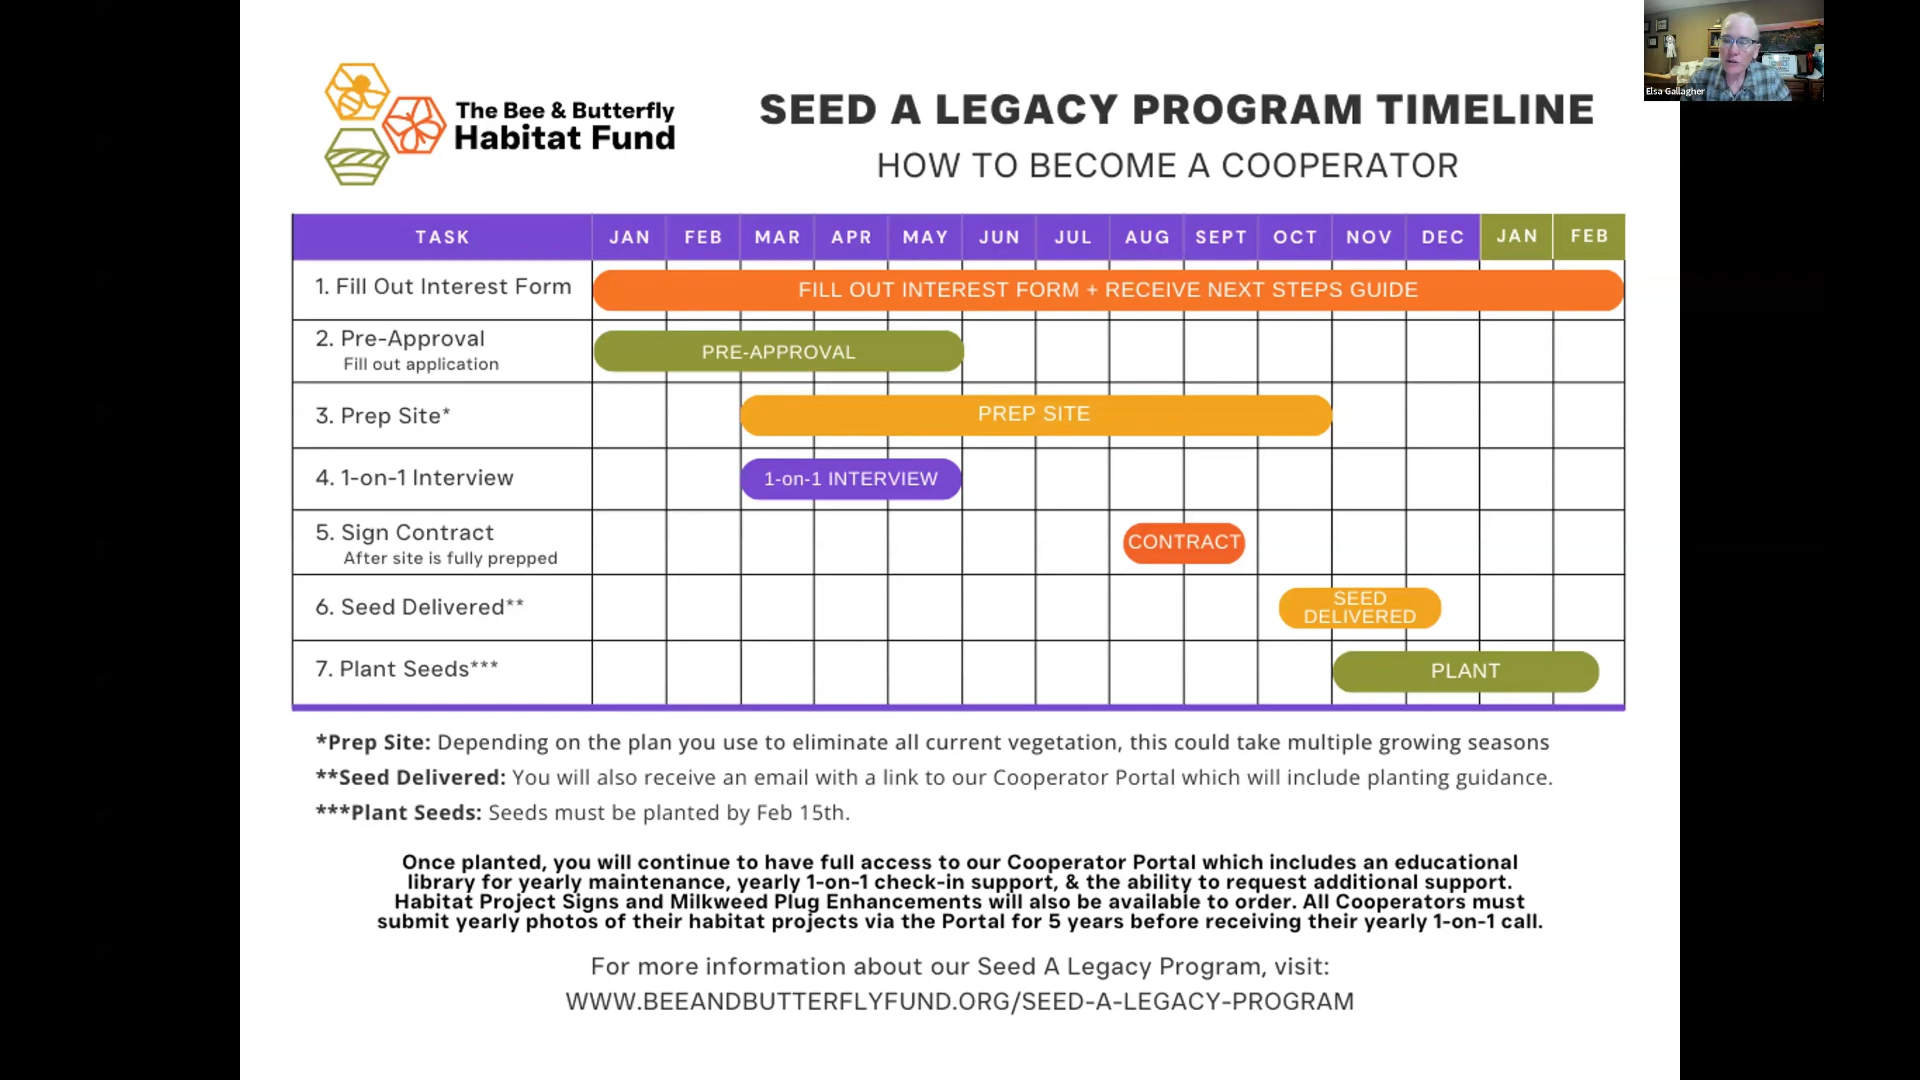 The Bee & Butterfly
Habitat Fund
SEED A LEGACY PROGRAM TIMELINE
HOW TO BECOME A COOPERATOR
Elsa Gallagher
TASK JAN FEB MAR APR MAY JUN JUL AUG SEPT OCT NOV DEC JAN FEB
1. Fill Out Interest Form
FILL OUT INTEREST FORM + RECEIVE NEXT STEPS GUIDE
2. Pre-Approval
Fill out application
PRE-APPROVAL
3. Prep Site*
PREP SITE
4. 1-on-1 Interview
1-on-1 INTERVIEW
5. Sign Contract
After site is fully prepped
CONTRACT
6. Seed Delivered**
SEED
DELIVERED
7. Plant Seeds***
PLANT
*Prep Site: Depending on the plan you use to eliminate all current vegetation, this could take multiple growing seasons
**Seed Delivered: You will also receive an email with a link to our Cooperator Portal which will include planting guidance.
***Plant Seeds: Seeds must be planted by Feb 15th.
Once planted, you will continue to have full access to our Cooperator Portal which includes an educational
library for yearly maintenance, yearly 1-on-1 check-in support, & the ability to request additional support.
Habitat Project Signs and Milkweed Plug Enhancements will also be available to order. All Cooperators must
submit yearly photos of their habitat projects via the Portal for 5 years before receiving their yearly 1-on-1 call.
For more information about our Seed A Legacy Program, visit:
WWW.BEEANDBUTTERFLYFUND.ORG/SEED-A-LEGACY-PROGRAM